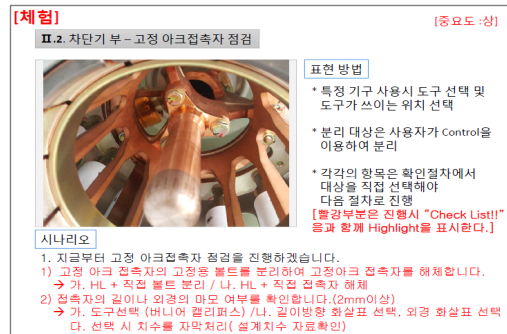 [체험]
[중요도 :상]
II.2. 차단기 부 – 고정 아크접촉자 점검
표현 방법
* 특정 기구 사용시 도구 선택 및
도구가 쓰이는 위치 선택
* 분리 대상은 사용자가 Control을
이용하여 분리
* 각각의 항목은 확인절차에서
대상을 직접 선택해야
다음 절차로 진행
[빨강부분은 진행시 “Check List!!”
음과 함께 Highlight을 표시한다.]
시나리오
1. 지금부터 고정 아크접촉자 점검을 진행하겠습니다.
1) 고정 아크 접촉자의 고정용 볼트를 분리하여 고정아크 접촉자를 해체합니다.
→ 가. HL + 직접 볼트 분리 / 나. HL + 직접 접촉자 해체
2) 접촉자의 길이나 외경의 마모 여부를 확인합니다.(2mm이상)
→ 가. 도구선택 (버니어 캘리퍼스) /나. 길이방향 화살표 선택, 외경 화살표 선택
다. 선택 시 치수를 자막처리( 설계치수 자료확인)